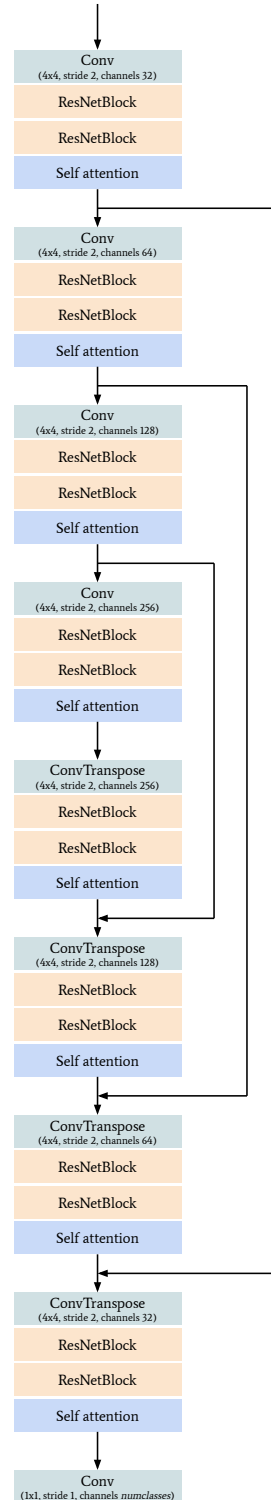 Conv
(4x4, stride 2, channels 32)
ResNetBlock
ResNetBlock
Self attention
Conv
(4x4, stride 2, channels 64)
ResNetBlock
ResNetBlock
Self attention
Conv
(4x4, stride 2, channels 128)
ResNetBlock
ResNetBlock
Self attention
Conv
(4x4, stride 2, channels 256)
ResNetBlock
ResNetBlock
Self attention
ConvTranspose
(4x4, stride 2, channels 256)
ResNetBlock
ResNetBlock
Self attention
ConvTranspose
(4x4, stride 2, channels 128)
ResNetBlock
ResNetBlock
Self attention
ConvTranspose
(4x4, stride 2, channels 64)
ResNetBlock
ResNetBlock
Self attention
ConvTranspose
(4x4, stride 2, channels 32)
ResNetBlock
ResNetBlock
Self attention
Conv
(1x1, stride 1, channels numclasses)